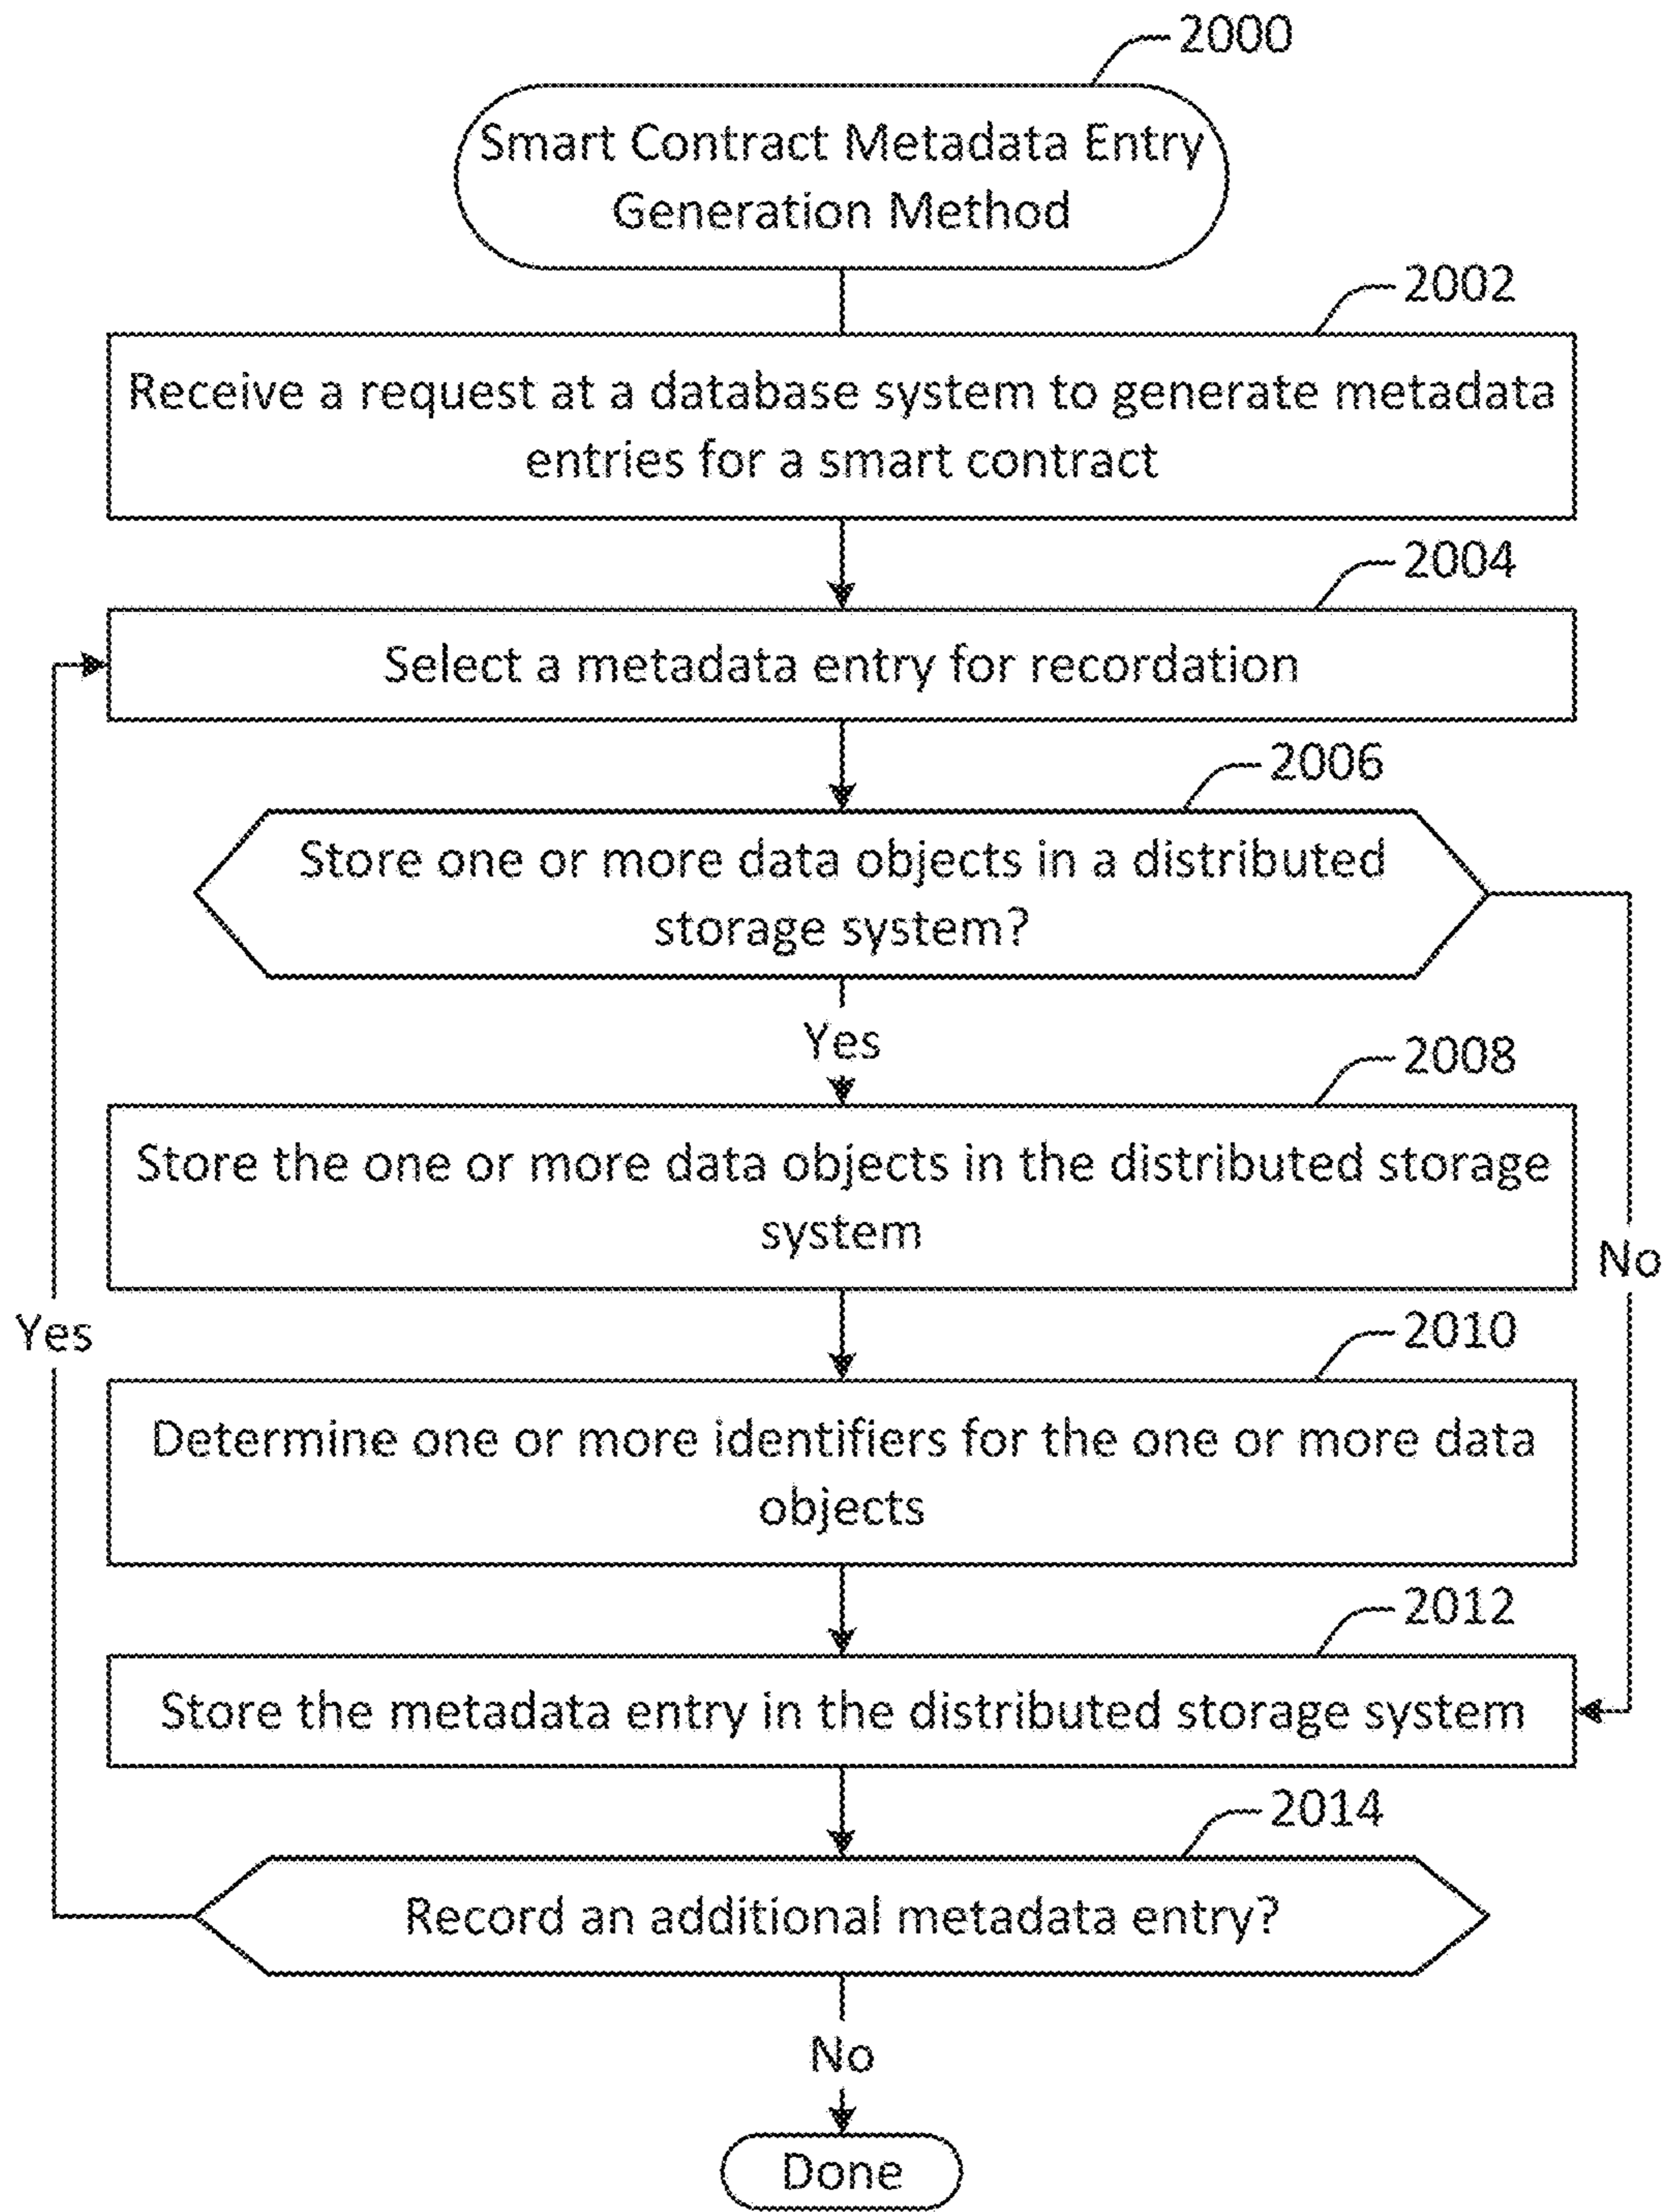 2000
Smart Contract Metadata Entry
Generation Method
2002
Receive a request at a database system to generate metadata
entries for a smart contract
2004
Select a metadata entry for recordation
2006
Store one or more data objects in a distributed
storage system?
Yes
2008
Store the one or more data objects in the distributed storage
system
No
Yes
2010
Determine one or more identifiers for the one or more data
objects
2012
Store the metadata entry in the distributed storage system
2014
Record an additional metadata entry?
No
Done